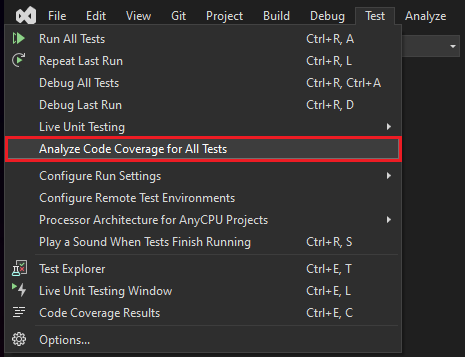 File Edit View Git Project Build Debug Test Analyze
Run All Tests Ctrl+R, A
Repeat Last Run Ctrl+R, L
Debug All Tests Ctrl+R, Ctrl+A
Debug Last Run Ctrl+R, D
Live Unit Testing
Analyze Code Coverage for All Tests
Configure Run Settings
Configure Remote Test Environments
Processor Architecture for AnyCPU Projects
Play a Sound When Tests Finish Running Ctrl+R, S
Test Explorer Ctrl+E, T
Live Unit Testing Window Ctrl+E, L
Code Coverage Results Ctrl+E, C
Options...